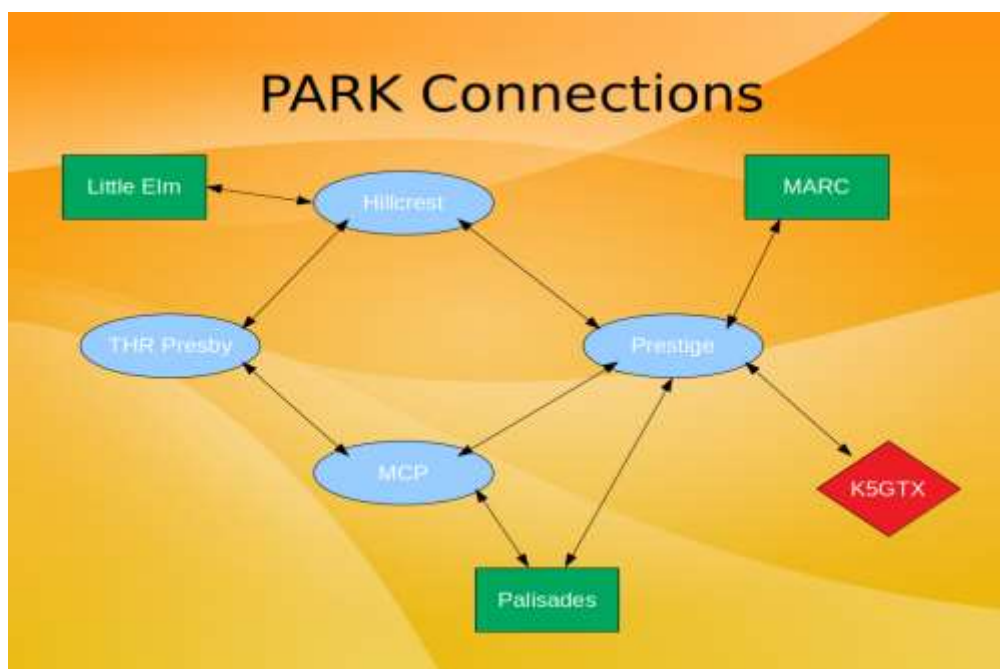 PARK Connections
Little Elm
MARC
Hillcrest
THR Presby
Prestige
MCP
K5GTX
Palisades